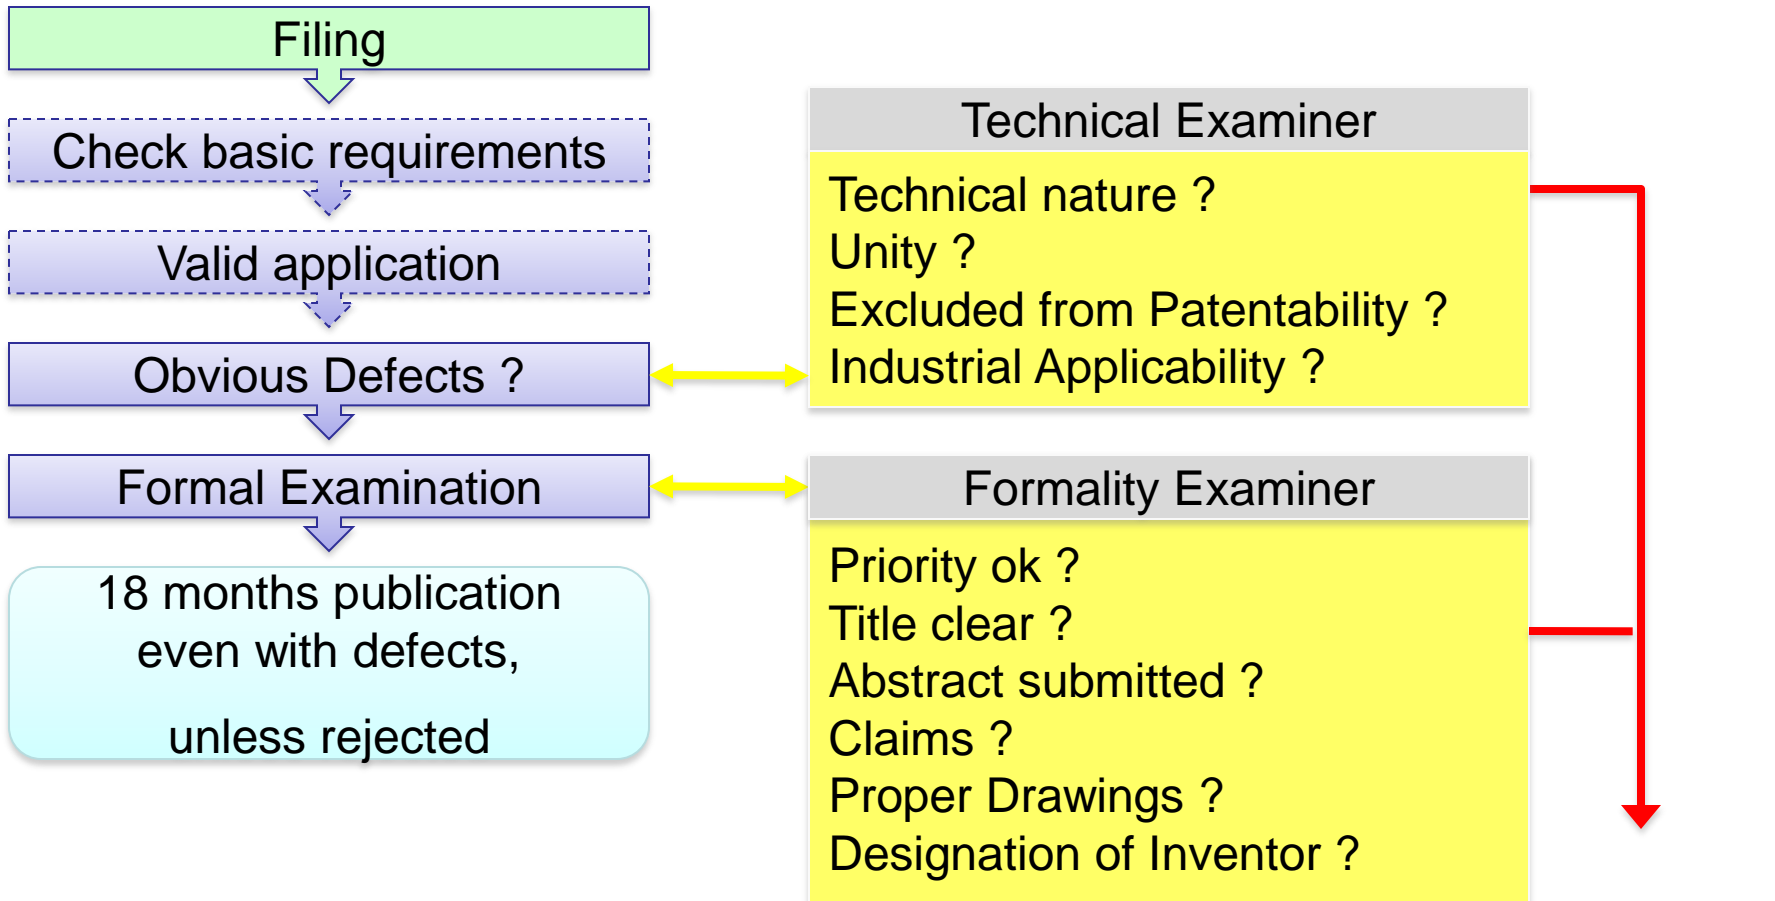 Filing
Check basic requirements
Valid application
Obvious Defects ?
Formal Examination
18 months publication
even with defects,
unless rejected
Technical Examiner
Technical nature ?
Unity ?
Excluded from Patentability ?
Industrial Applicability ?
Formality Examiner
Priority ok ?
Title clear ?
Abstract submitted ?
Claims ?
Proper Drawings ?
Designation of Inventor ?